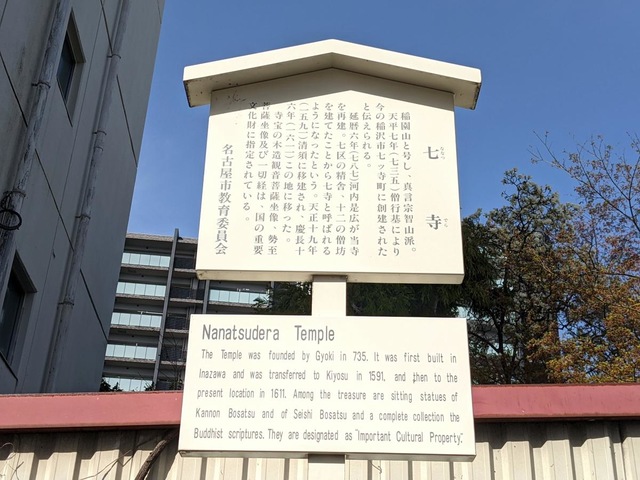 七寺
ななつ
でら
稲園山と号し、真言宗智山派。
天平七年(七三五)僧行基により
今の稲沢市七ッ寺町に創建された
と伝えられる。
延暦六年(七八七)河内是広が当寺
を再建。七区の精舎、十二の僧坊
を建てたことから七寺と呼ばれる
ようになったという。天正十九年
(一五九一)清須に移建され、慶長十
六年(一六一一)この地に移った。
寺宝の木造観音菩薩坐像、勢至
菩薩坐像及び一切経は、国の重要
文化財に指定されている。
名古屋市教育委員会
Nanatsudera Temple
The Temple was founded by Gyoki in 735. It was first built in
Inazawa and was transferred to Kiyosu in 1591, and then to the
present location in 1611. Among the treasure are sitting statues of
Kannon Bosatsu and of Seishi Bosatsu and a complete collection the
Buddhist scriptures. They are designated as "Important Cultural Property."